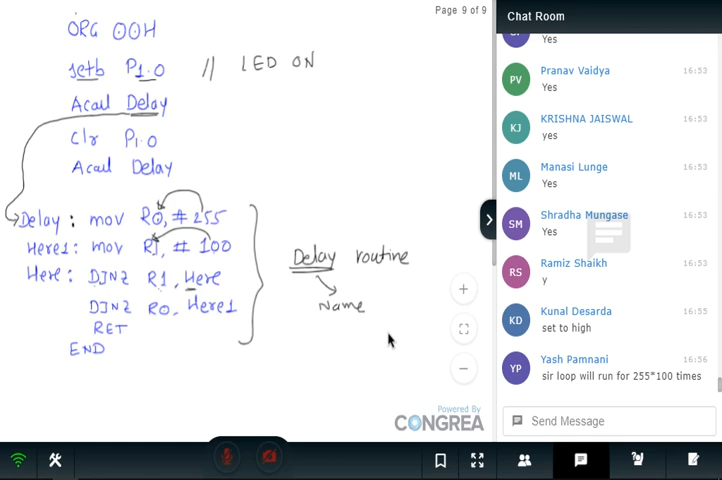 Page 9 of 9
ORG 00H
setb P1.0 // LED ON
Acall Delay
Clr P1.0
Acall Delay
Delay: mov R0, # 255
Here1: mov R1, # 100
Here: DJNZ R1, Here
DJNZ R0, Here1
RET
END
Delay routine
Name
Powered By
CONGREA
Chat Room
Yes
PV
Pranav Vaidya 16:53
Yes
KJ
KRISHNA JAISWAL 16:53
yes
ML
Manasi Lunge 16:53
Yes
SM
Shradha Mungase 16:53
Yes
RS
Ramiz Shaikh 16:53
y
KD
Kunal Desarda 16:55
set to high
YP
Yash Pamnani 16:56
sir loop will run for 255*100 times
Send Message